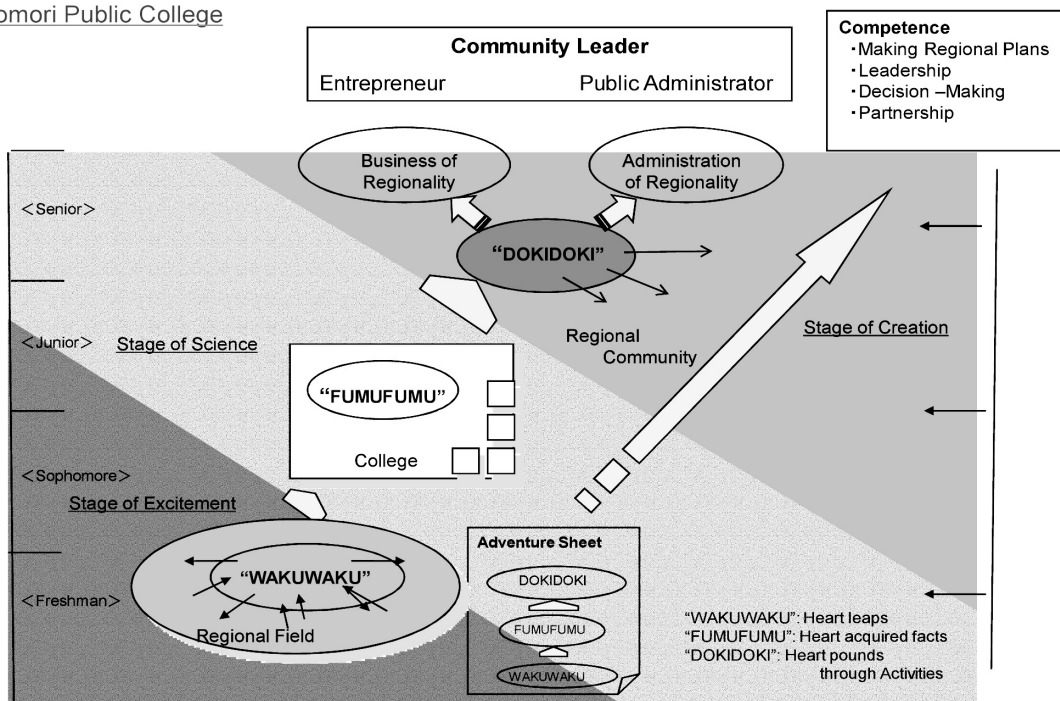 omori Public College
Community Leader
Entrepreneur Public Administrator
Competence
・Making Regional Plans
・Leadership
・Decision –Making
・Partnership
Business of
Regionality
Administration
of Regionality
＜Senior＞
“DOKIDOKI”
＜Junior＞
Stage of Science
Regional
Community
Stage of Creation
“FUMUFUMU”
College
＜Sophomore＞
Stage of Excitement
“WAKUWAKU”
Regional Field
＜Freshman＞
Adventure Sheet
DOKIDOKI
FUMUFUMU
WAKUWAKU
“WAKUWAKU”: Heart leaps
“FUMUFUMU”: Heart acquired facts
“DOKIDOKI”: Heart pounds
through Activities